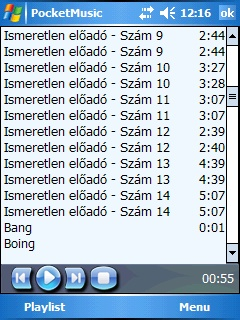 PocketMusic 12:16 ok
Ismeretlen előadó - Szám 9 2:44
Ismeretlen előadó - Szám 9 2:44
Ismeretlen előadó - Szám 10 3:27
Ismeretlen előadó - Szám 10 3:28
Ismeretlen előadó - Szám 11 3:07
Ismeretlen előadó - Szám 11 3:07
Ismeretlen előadó - Szám 12 2:39
Ismeretlen előadó - Szám 12 2:40
Ismeretlen előadó - Szám 13 4:39
Ismeretlen előadó - Szám 13 4:39
Ismeretlen előadó - Szám 14 5:07
Ismeretlen előadó - Szám 14 5:07
Bang 0:01
Boing
00:55
Playlist Menu